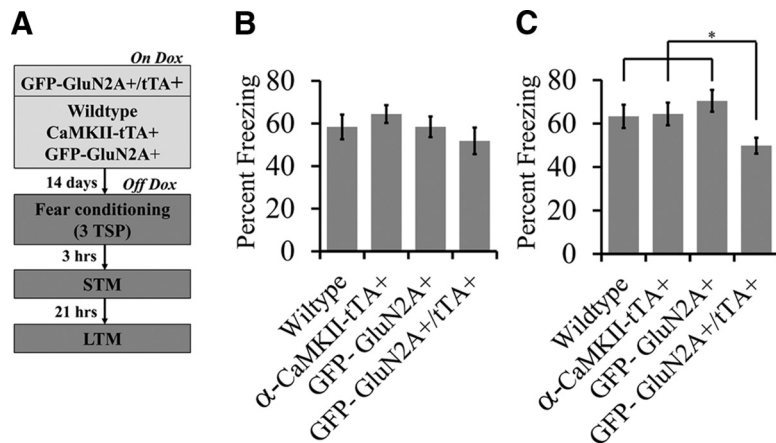 A
On Dox
GFP-GluN2A+/tTA+
Wildtype
CaMKII-tTA+
GFP-GluN2A+
14 days
Off Dox
Fear conditioning
(3 TSP)
3 hrs
STM
21 hrs
LTM
B
Percent Freezing
80
60
40
20
0
Wiltype
α-CaMKII-tTA+
GFP- GluN2A+
GFP- GluN2A+/tTA+
C
*
Percent Freezing
80
60
40
20
0
Wildtype
α-CaMKII-tTA+
GFP- GluN2A+
GFP- GluN2A+/tTA+